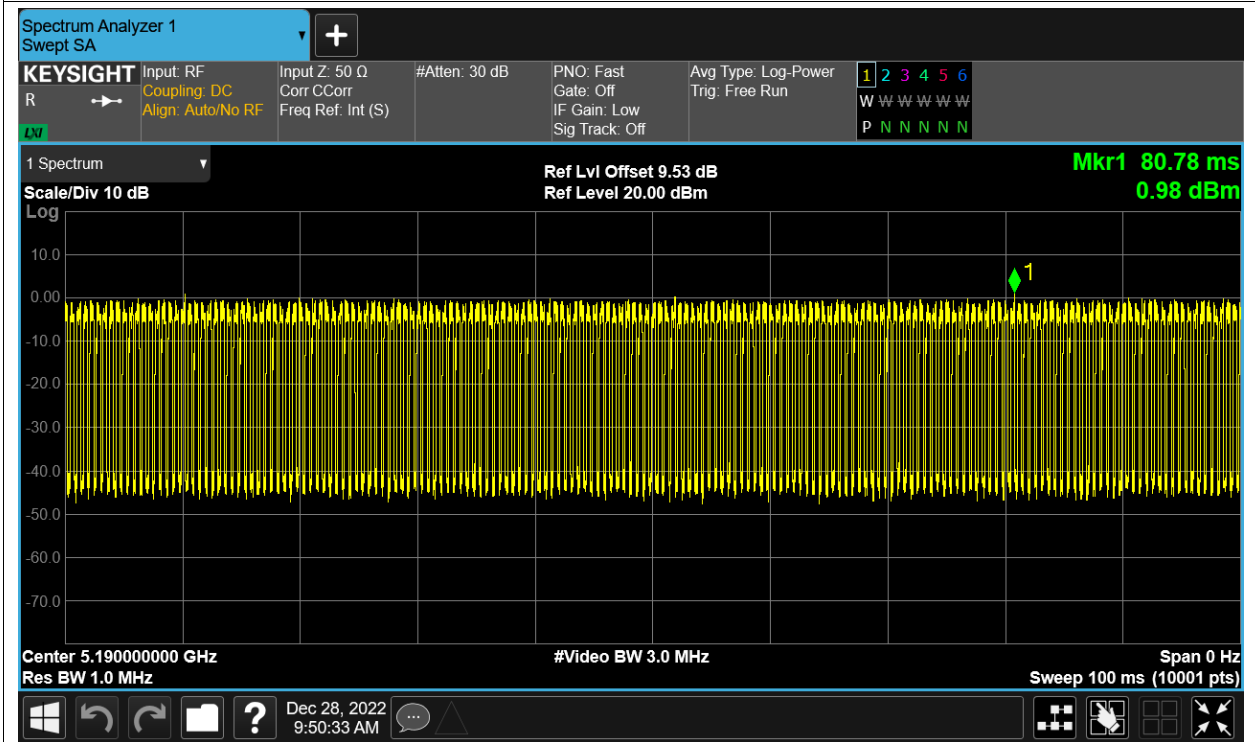 Spectrum Analyzer 1
Swept SA
+
KEYSIGHT Input: RF Input Z: 50 Ω #Atten: 30 dB PNO: Fast Avg Type: Log-Power 1 2 3 4 5 6
R Coupling: DC Corr CCorr Gate: Off Trig: Free Run W W W W W W
Align: Auto/No RF Freq Ref: Int (S) IF Gain: Low
LXI Sig Track: Off P N N N N N
1 Spectrum Ref Lvl Offset 9.53 dB Mkr1 80.78 ms
Scale/Div 10 dB Ref Level 20.00 dBm 0.98 dBm
Log
10.0
1
0.00
-10.0
-20.0
-30.0
-40.0
-50.0
-60.0
-70.0
Center 5.190000000 GHz #Video BW 3.0 MHz Span 0 Hz
Res BW 1.0 MHz Sweep 100 ms (10001 pts)
? Dec 28, 2022
9:50:33 AM